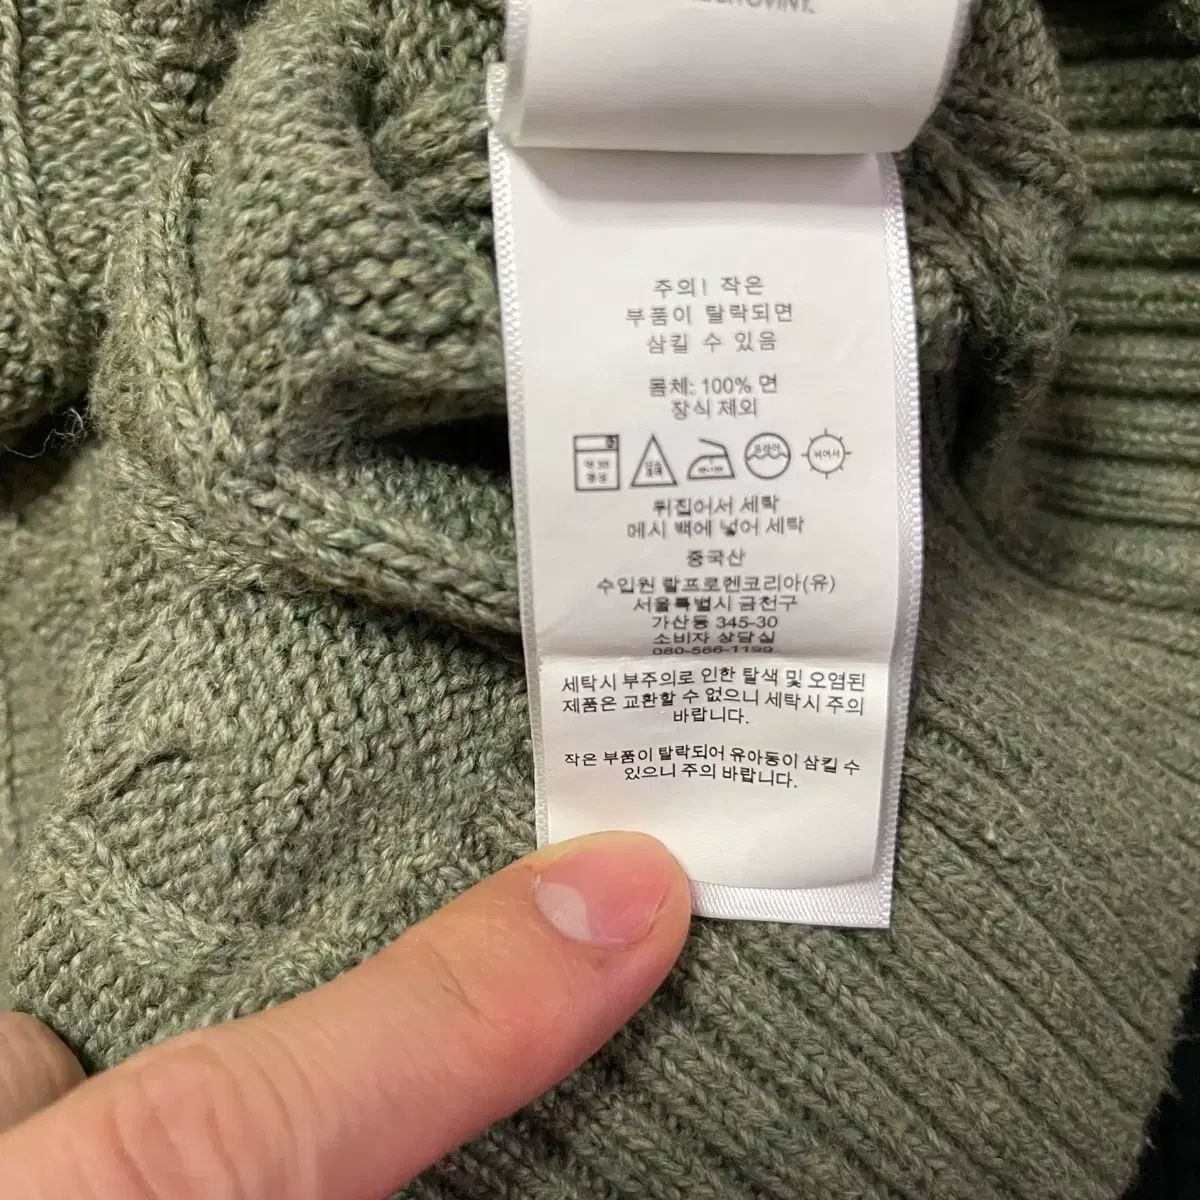 주의! 작은
부품이 탈락되면
삼킬 수 있음
몸체: 100% 면
장식 제외
뒤집어서 세탁
메시 백에 넣어 세탁
중국산
수입원 랄프로렌코리아(유)
서울특별시 금천구
가산동 345-30
소비자 상담실
080-566-1199
세탁시 부주의로 인한 탈색 및 오염된
제품은 교환할 수 없으니 세탁시 주의
바랍니다.
작은 부품이 탈락되어 유아동이 삼킬 수
있으니 주의 바랍니다.